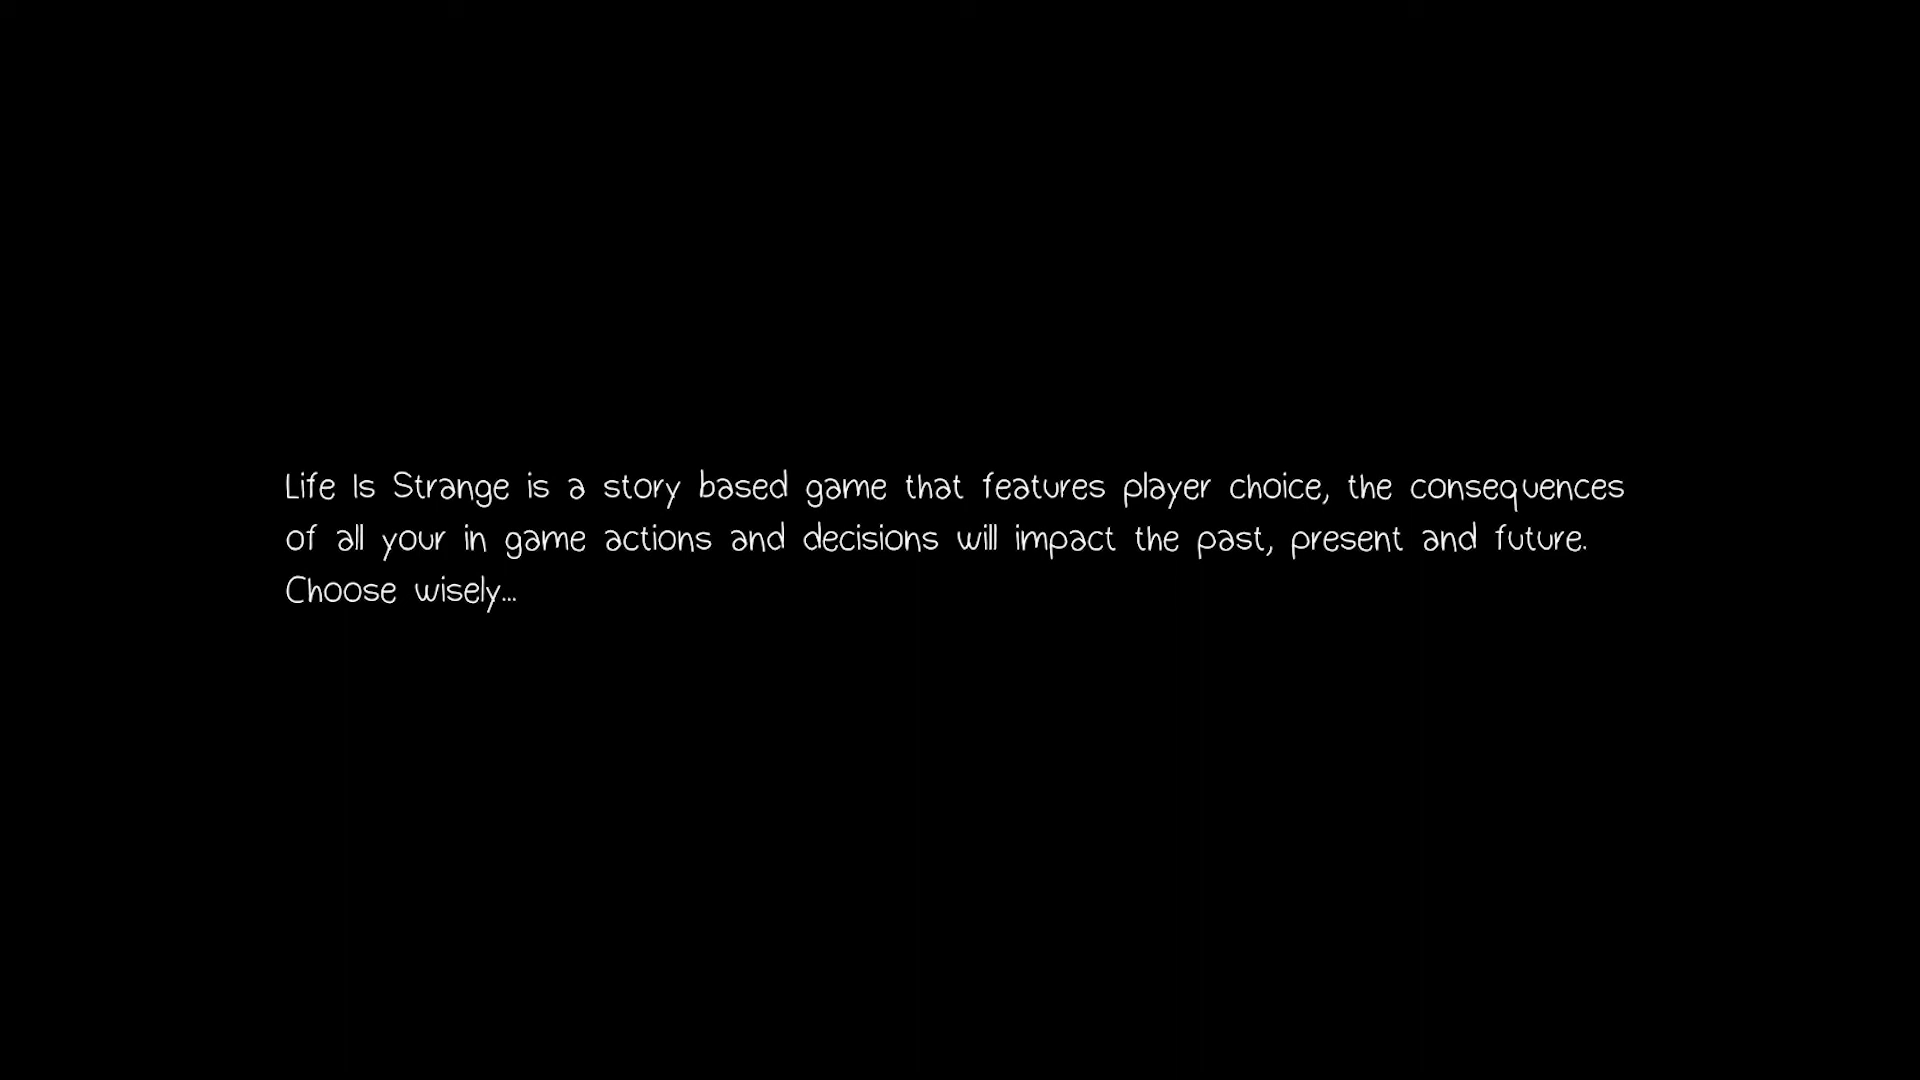 Life Is Strange is a story based game that features player choice, the consequences
of all your in game actions and decisions will impact the past, present and future.
Choose wisely...